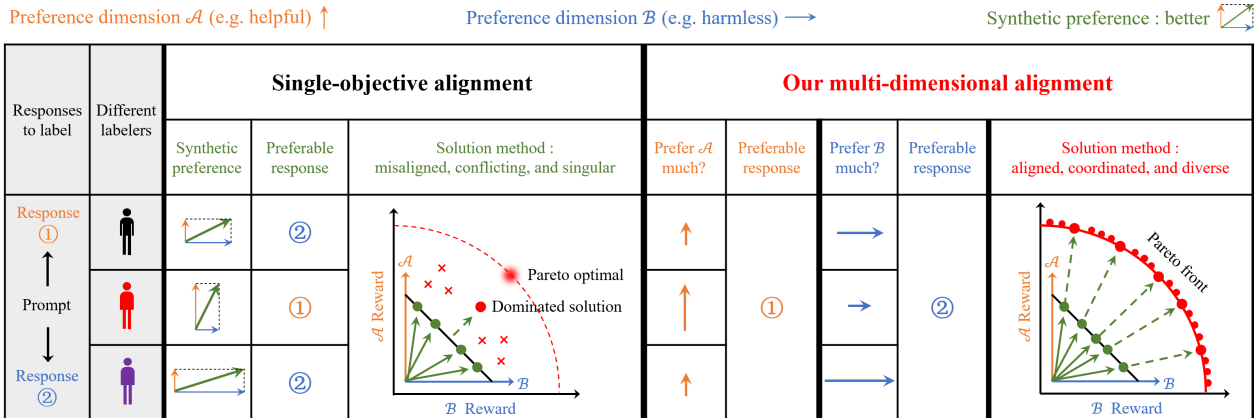 Preference dimension 𝒜 (e.g. helpful) ↑
Preference dimension ℬ (e.g. harmless) →
Synthetic preference : better
Responses
to label
Different
labelers
Single-objective alignment
Our multi-dimensional alignment
Synthetic
preference
Preferable
response
Solution method :
misaligned, conflicting, and singular
Prefer 𝒜
much?
Preferable
response
Prefer ℬ
much?
Preferable
response
Solution method :
aligned, coordinated, and diverse
Response
①
Prompt
Response
②
②
①
②
𝒜 Reward
𝒜
Pareto optimal
Dominated solution
ℬ
ℬ Reward
①
②
𝒜 Reward
𝒜
Pareto front
ℬ
ℬ Reward